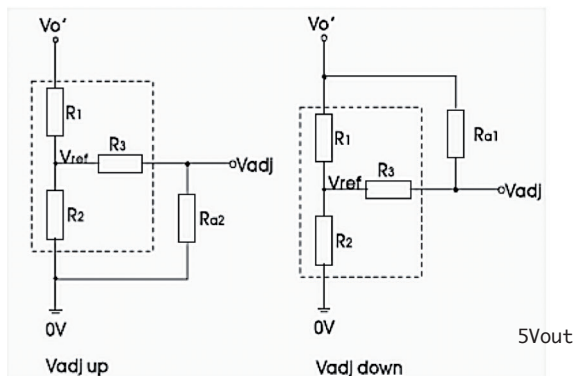 Vo'
R1
Vref
R3
Vadj
R2
Ra2
0V
Vadj up
Vo'
R1
Ra1
Vref
R3
Vadj
R2
0V
Vadj down
5Vout